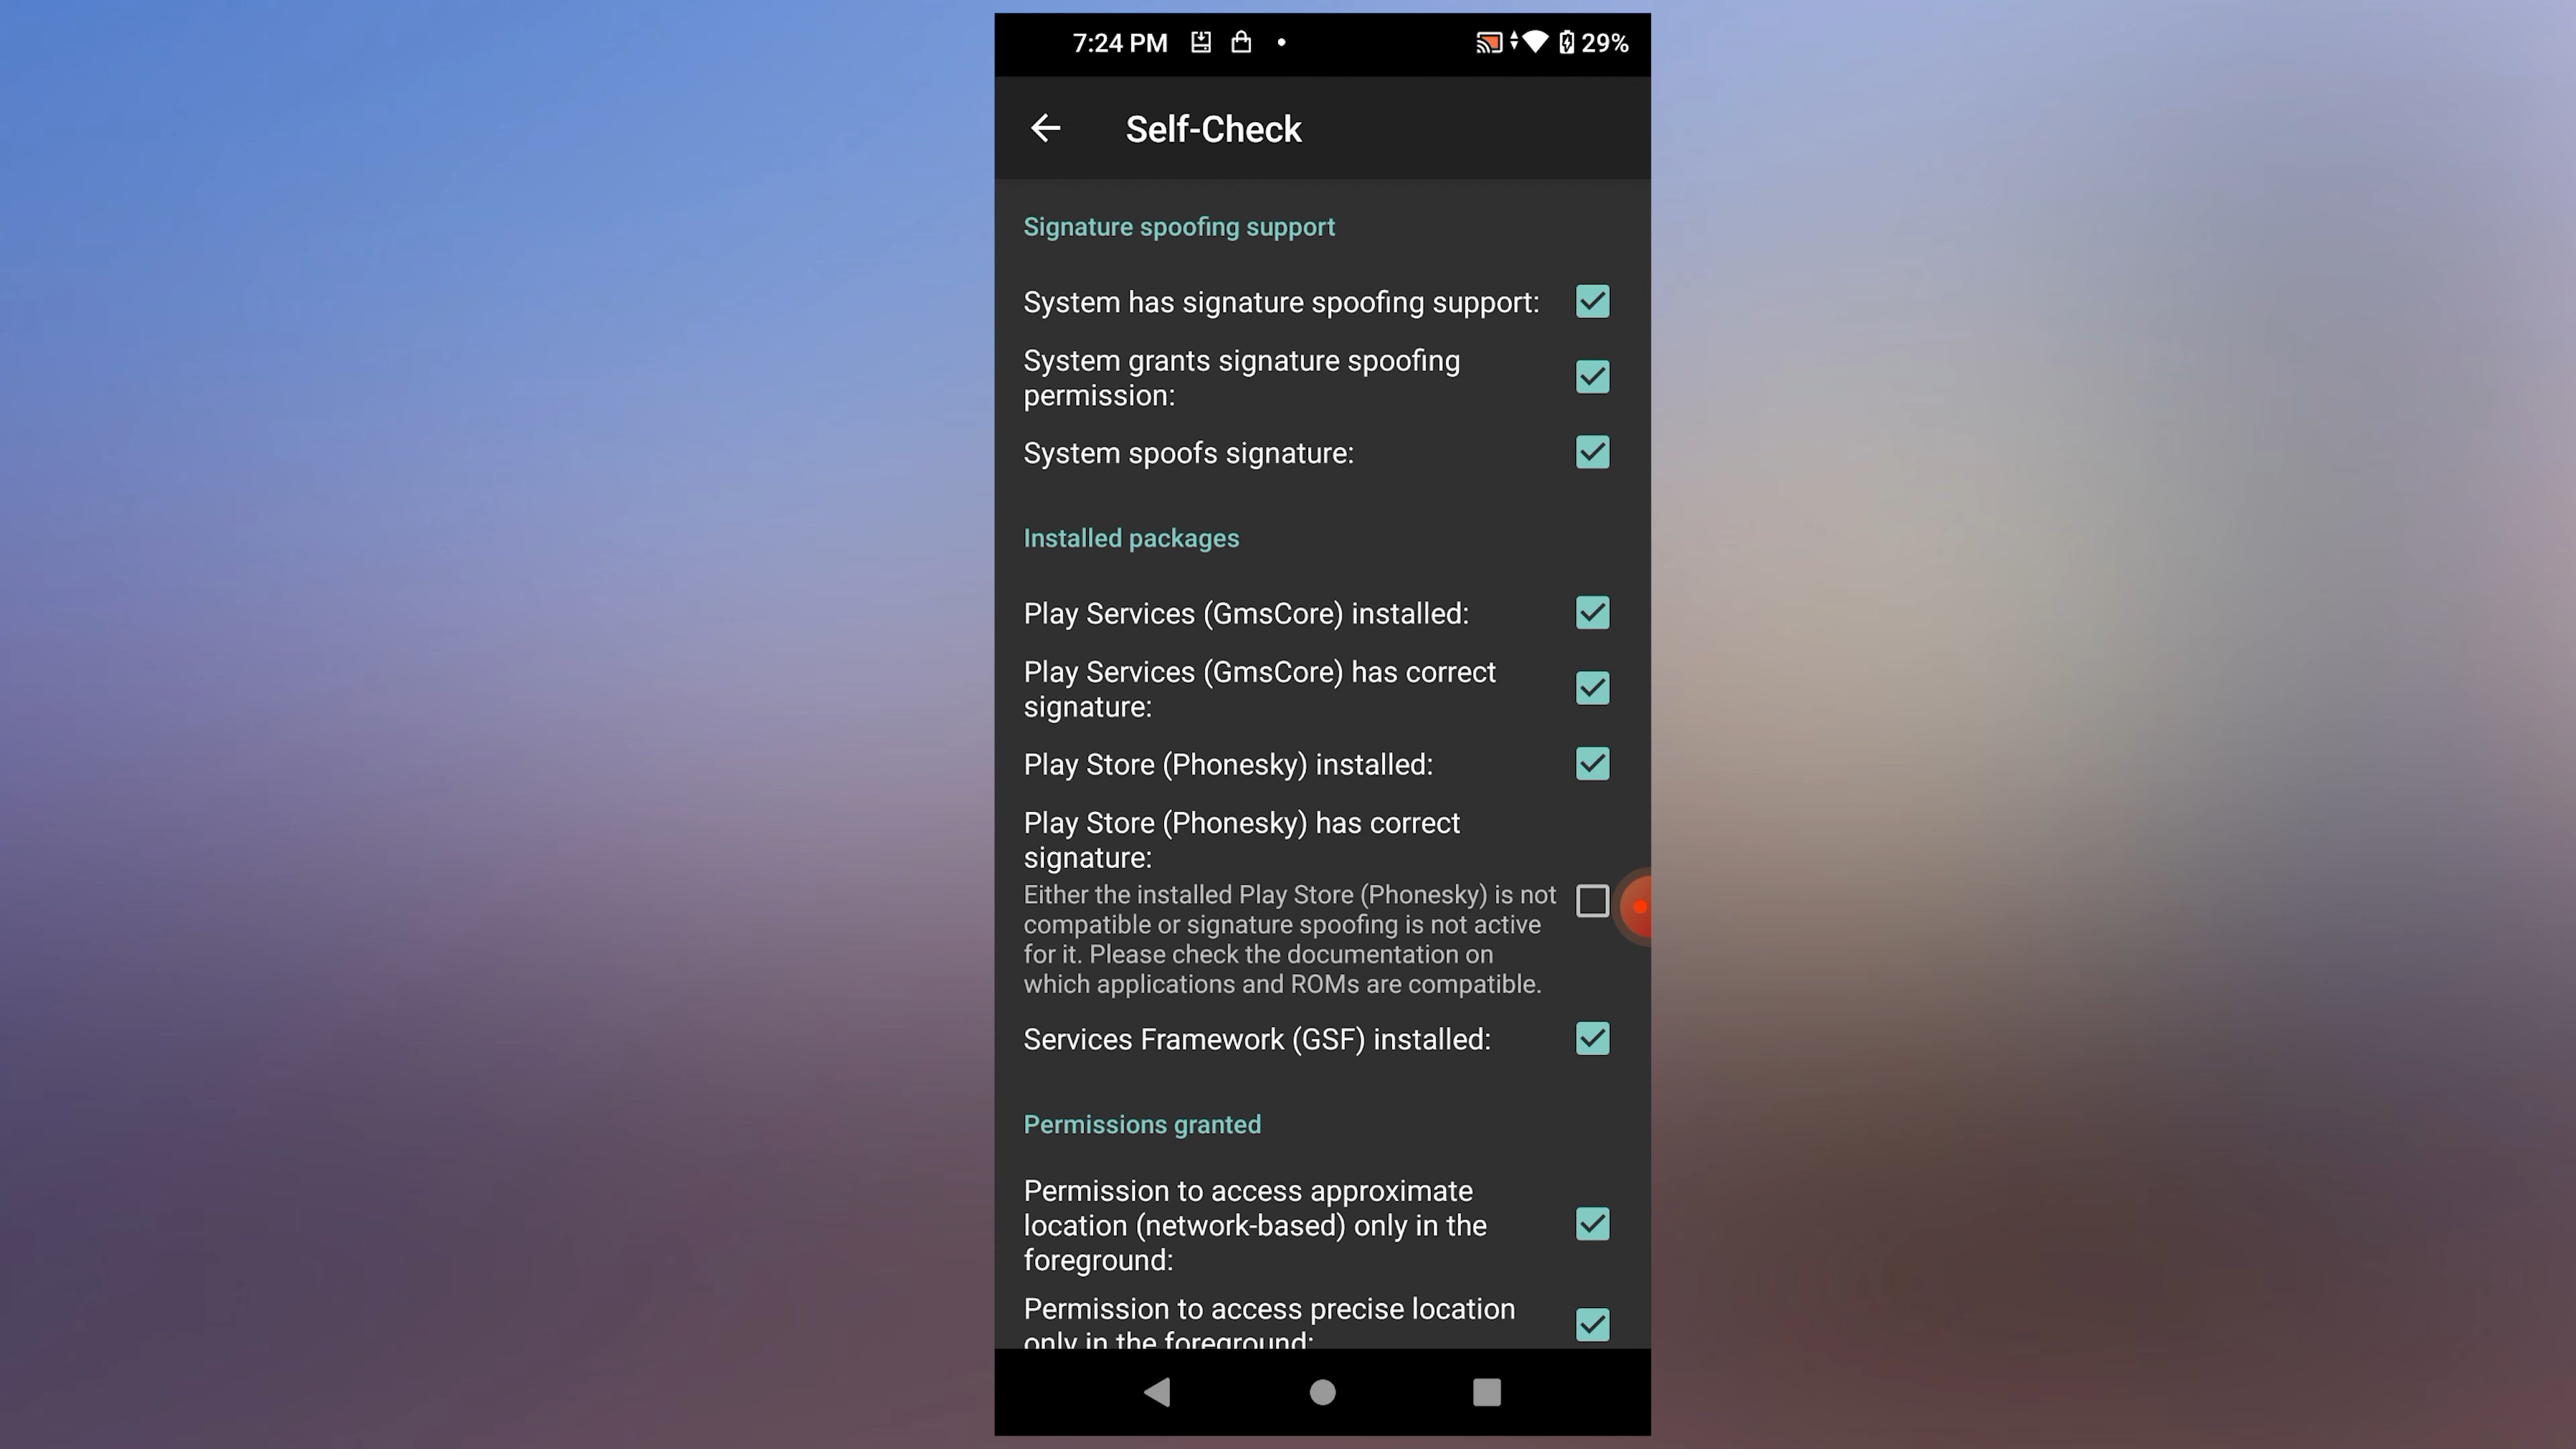 7:24 PM 29%
Self-Check
Signature spoofing support
System has signature spoofing support:
System grants signature spoofing
permission:
System spoofs signature:
Installed packages
Play Services (GmsCore) installed:
Play Services (GmsCore) has correct
signature:
Play Store (Phonesky) installed:
Play Store (Phonesky) has correct
signature:
Either the installed Play Store (Phonesky) is not
compatible or signature spoofing is not active
for it. Please check the documentation on
which applications and ROMs are compatible.
Services Framework (GSF) installed:
Permissions granted
Permission to access approximate
location (network-based) only in the
foreground:
Permission to access precise location
only in the foreground: